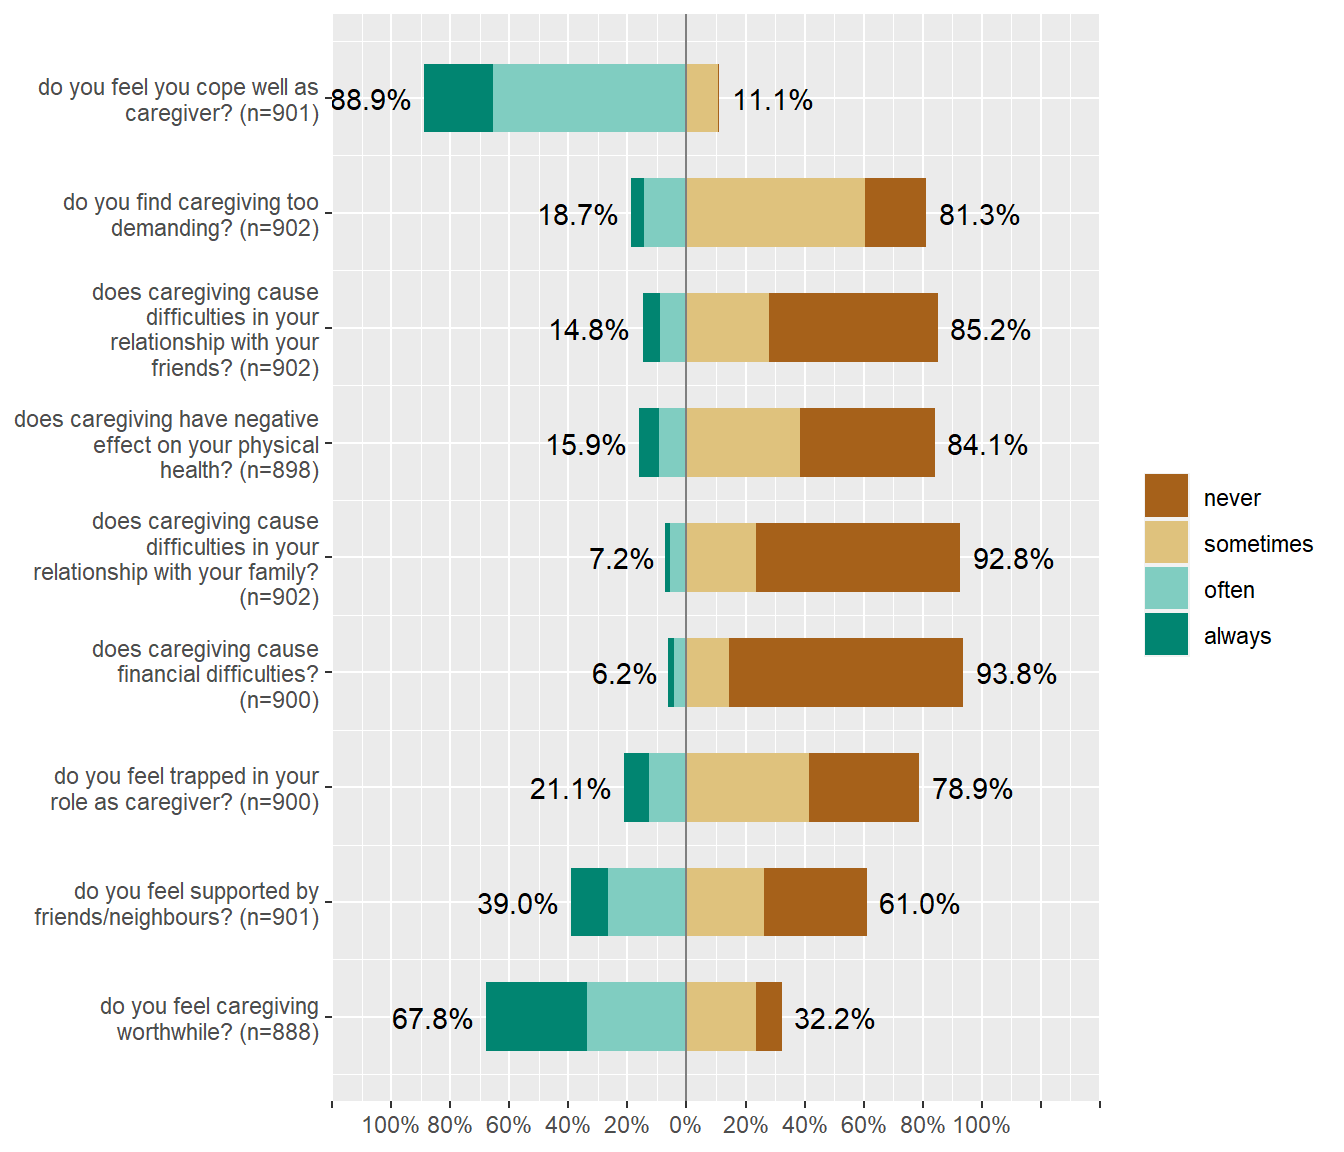 do you feel you cope well as
caregiver? (n=901)
88.9%
11.1%
do you find caregiving too
demanding? (n=902)
18.7%
81.3%
does caregiving cause
difficulties in your
relationship with your
friends? (n=902)
14.8%
85.2%
does caregiving have negative
effect on your physical
health? (n=898)
15.9%
84.1%
does caregiving cause
difficulties in your
relationship with your family?
(n=902)
7.2%
92.8%
does caregiving cause
financial difficulties?
(n=900)
6.2%
93.8%
do you feel trapped in your
role as caregiver? (n=900)
21.1%
78.9%
do you feel supported by
friends/neighbours? (n=901)
39.0%
61.0%
do you feel caregiving
worthwhile? (n=888)
67.8%
32.2%
100% 80% 60% 40% 20% 0% 20% 40% 60% 80% 100%
never
sometimes
often
always